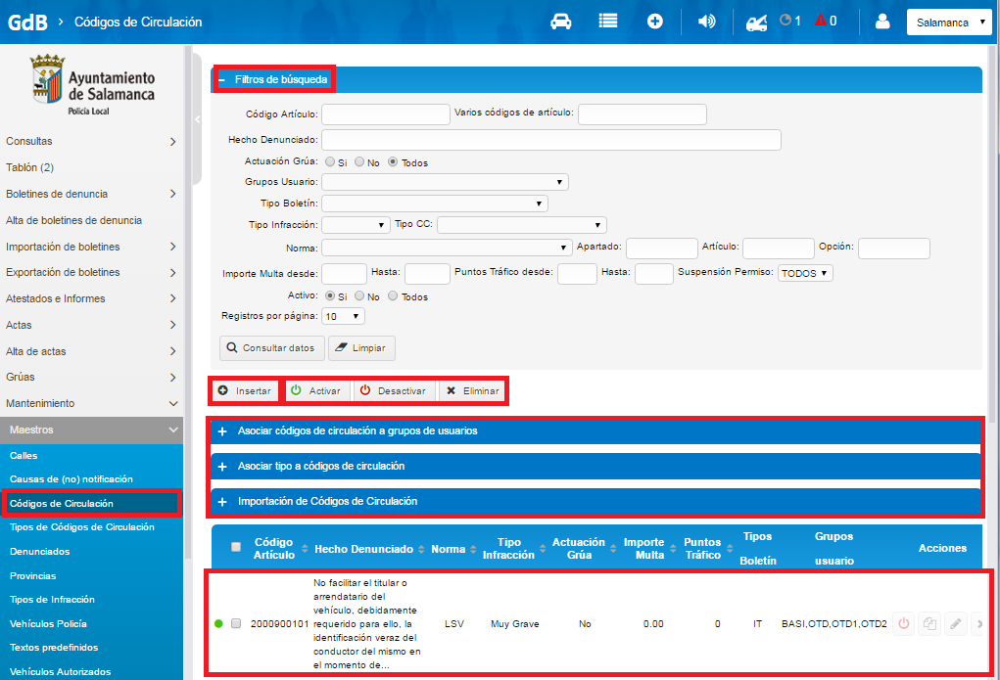 GdB › Códigos de Circulación 1 0 Salamanca
Ayuntamiento
de Salamanca
Policía Local
Consultas
Tablón (2)
Boletines de denuncia
Alta de boletines de denuncia
Importación de boletines
Exportación de boletines
Atestados e Informes
Actas
Alta de actas
Grúas
Mantenimiento
Maestros
Calles
Causas de (no) notificación
Códigos de Circulación
Tipos de Códigos de Circulación
Denunciados
Provincias
Tipos de Infracción
Vehículos Policía
Textos predefinidos
Vehículos Autorizados
− Filtros de búsqueda
Código Artículo: Varios códigos de artículo:
Hecho Denunciado:
Actuación Grúa: Si No Todos
Grupos Usuario:
Tipo Boletín:
Tipo Infracción: Tipo CC:
Norma: Apartado: Artículo: Opción:
Importe Multa desde: Hasta: Puntos Tráfico desde: Hasta: Suspensión Permiso: TODOS
Activo: Si No Todos
Registros por página: 10
Consultar datos Limpiar
Insertar Activar Desactivar Eliminar
+ Asociar códigos de circulación a grupos de usuarios
+ Asociar tipo a códigos de circulación
+ Importación de Códigos de Circulación
Código Artículo Hecho Denunciado Norma Tipo Infracción Actuación Grúa Importe Multa Puntos Tráfico Tipos Boletín Grupos usuario Acciones
No facilitar el titular o
arrendatario del
vehículo, debidamente
2000900101 requerido para ello, la LSV Muy Grave No 0.00 0 IT BASI,OTD,OTD1,OTD2
identificación veraz del
conductor del mismo en
el momento de...